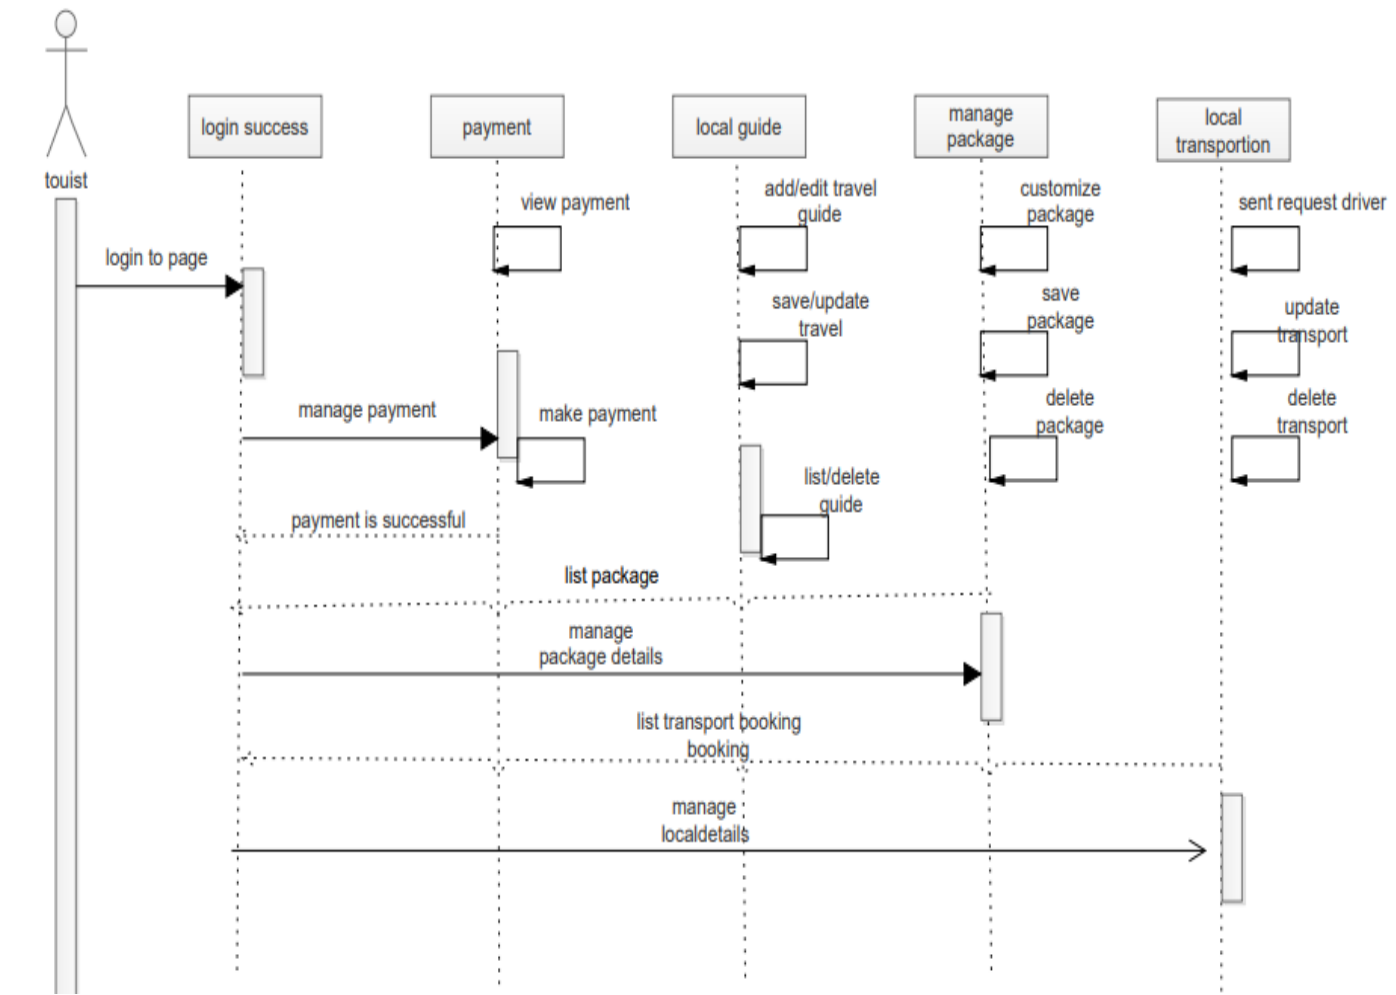 touist
login success
payment
local guide
manage
package
local
transportion
view payment
add/edit travel
guide
customize
package
sent request driver
login to page
save/update
travel
save
package
update
transport
manage payment
make payment
delete
package
delete
transport
list/delete
guide
payment is successful
list package
manage
package details
list transport booking
booking
manage
localdetails